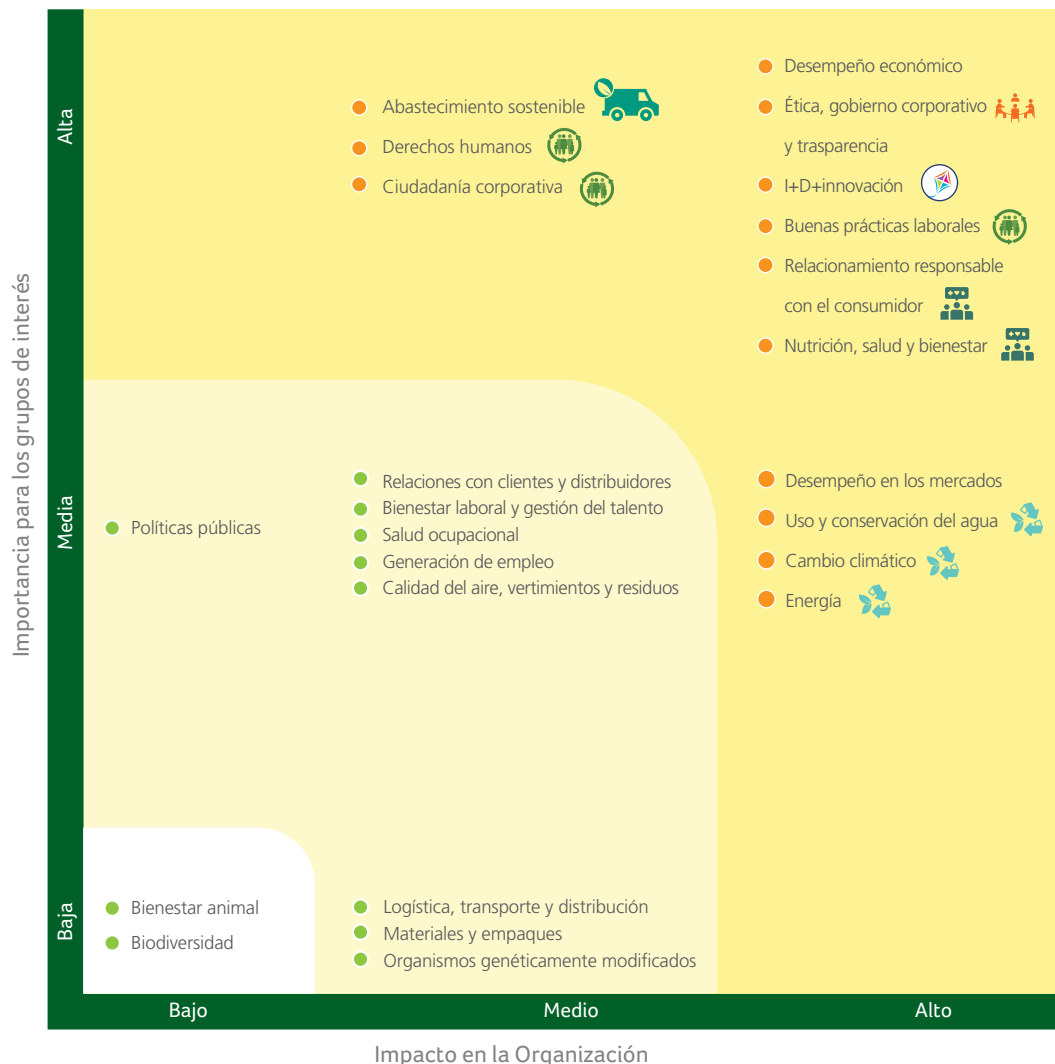 Importancia para los grupos de interés
Alta
Abastecimiento sostenible
Derechos humanos
Ciudadanía corporativa
Desempeño económico
Ética, gobierno corporativo
y trasparencia
I+D+innovación
Buenas prácticas laborales
Relacionamiento responsable
con el consumidor
Nutrición, salud y bienestar
Media
Políticas públicas
Relaciones con clientes y distribuidores
Bienestar laboral y gestión del talento
Salud ocupacional
Generación de empleo
Calidad del aire, vertimientos y residuos
Desempeño en los mercados
Uso y conservación del agua
Cambio climático
Energía
Baja
Bienestar animal
Biodiversidad
Logística, transporte y distribución
Materiales y empaques
Organismos genéticamente modificados
Bajo
Medio
Alto
Impacto en la Organización